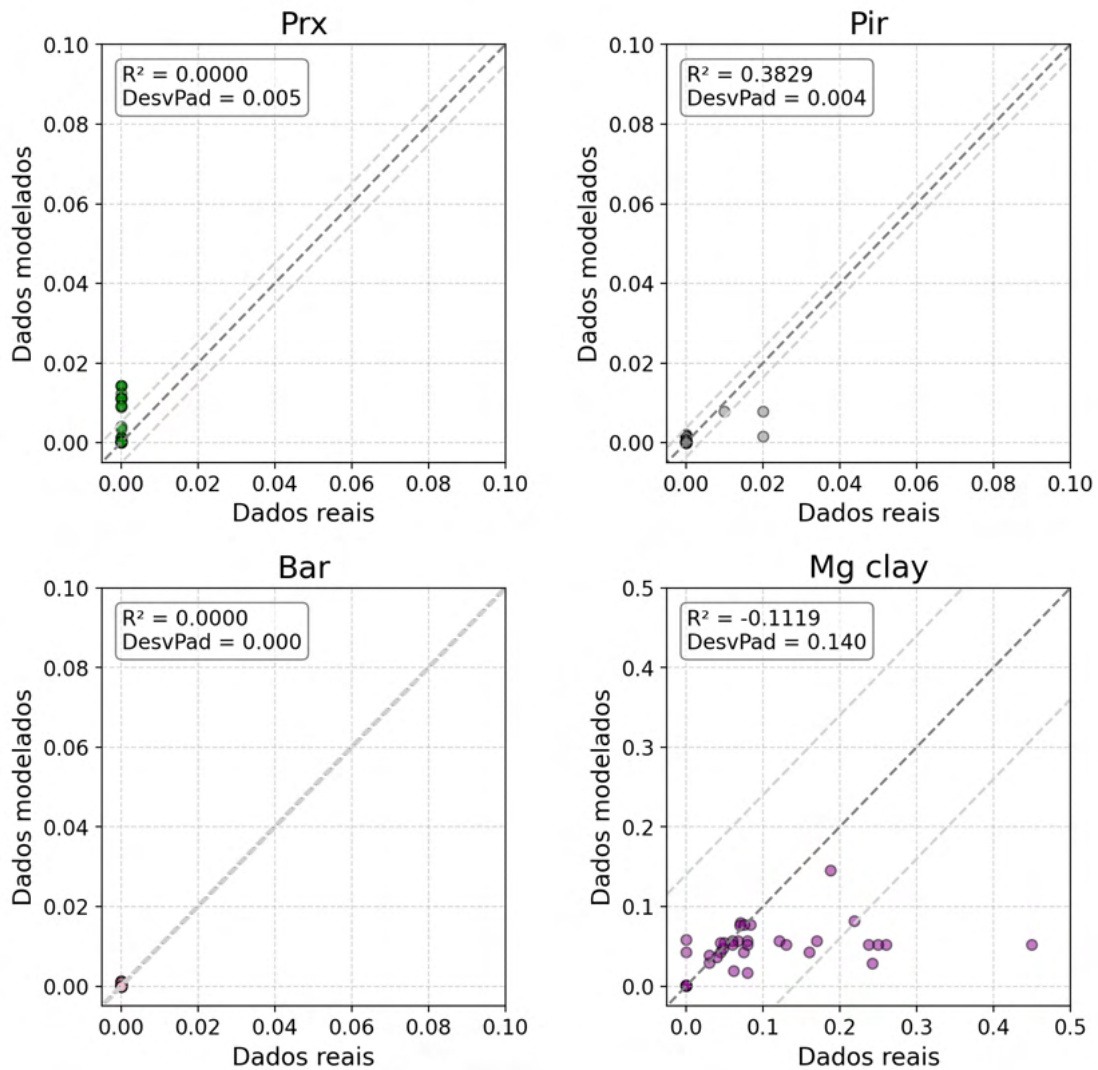 Prx
R² = 0.0000
DesvPad = 0.005
Dados modelados
0.10
0.08
0.06
0.04
0.02
0.00
0.00 0.02 0.04 0.06 0.08 0.10
Dados reais
Pir
R² = 0.3829
DesvPad = 0.004
Dados modelados
0.10
0.08
0.06
0.04
0.02
0.00
0.00 0.02 0.04 0.06 0.08 0.10
Dados reais
Bar
R² = 0.0000
DesvPad = 0.000
Dados modelados
0.10
0.08
0.06
0.04
0.02
0.00
0.00 0.02 0.04 0.06 0.08 0.10
Dados reais
Mg clay
R² = -0.1119
DesvPad = 0.140
Dados modelados
0.5
0.4
0.3
0.2
0.1
0.0
0.0 0.1 0.2 0.3 0.4 0.5
Dados reais